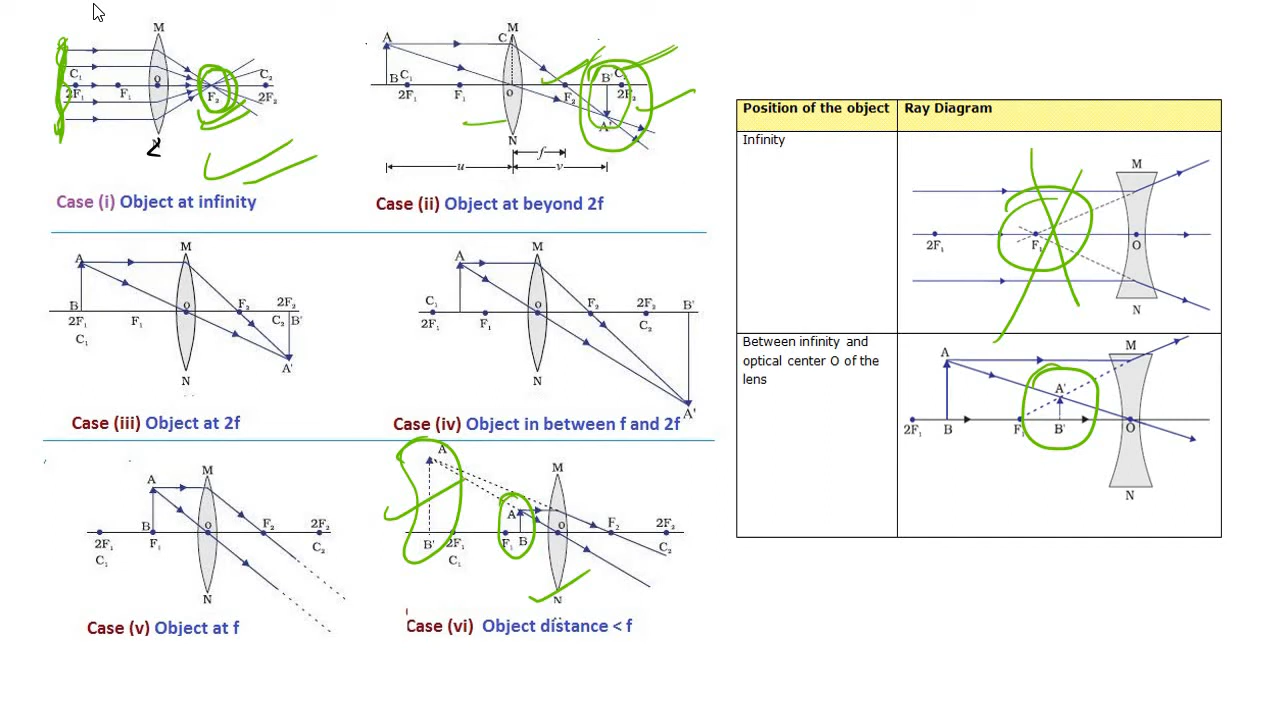 M
C₁ O C₂
2F₁ F₁ F₂ 2F₂
Case (i) Object at infinity
A C M
B C₁ B' C₂
2F₁ F₁ O F₂ 2F₂
A'
N
f
u v
Case (ii) Object at beyond 2f
M
A
B O F₂ 2F₂
2F₁ F₁ C₂ B'
C₁
A'
N
Case (iii) Object at 2f
M
A
C₁ O F₂ 2F₂ B'
2F₁ F₁ C₂
N
A'
Case (iv) Object in between f and 2f
M
A
B O F₂ 2F₂
2F₁ F₁ C₂
C₁
N
Case (v) Object at f
A
M
A
O F₂ 2F₂
B' 2F₁ F₁ B C₂
C₁
N
Case (vi) Object distance < f
Position of the object Ray Diagram
Infinity
M
2F₁ F₁ O
N
Between infinity and
optical center O of the
lens
M
A
A'
2F₁ B F₁ B' O
N